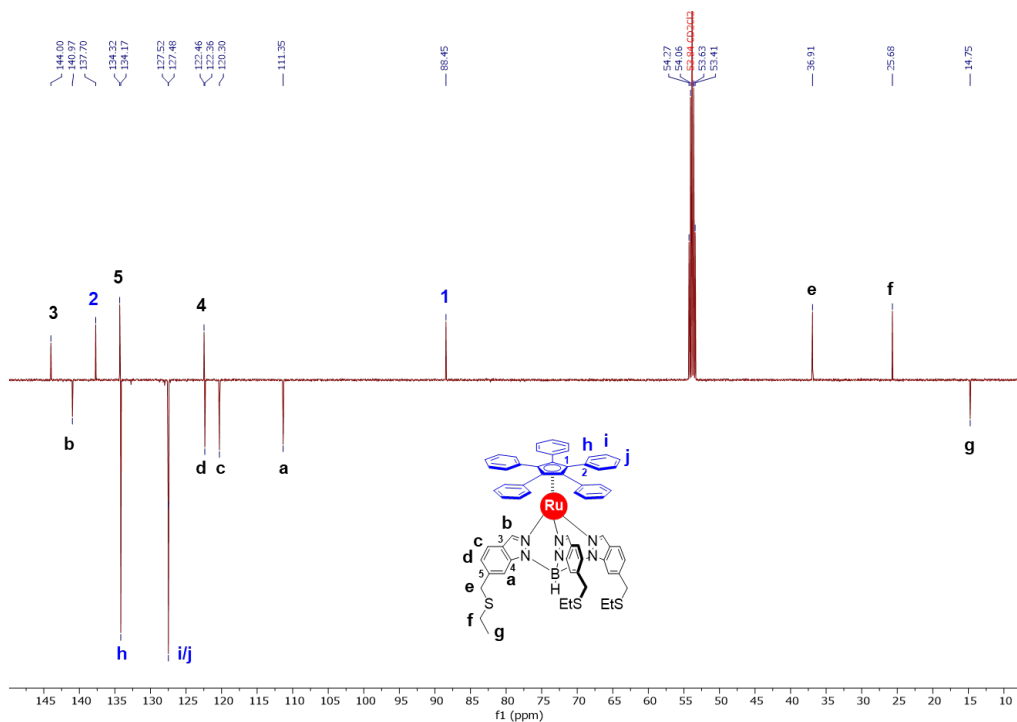 144.00
140.97
137.70
134.32
134.17
127.52
127.48
122.46
122.36
120.30
111.35
88.45
54.27
54.06
53.84 CD2Cl2
53.63
53.41
36.91
25.68
14.75
3
2
5
4
1
e
f
b
h
i/j
d
c
a
g
h
i
j
1
2
Ru
b
c
3
N
N
N
d
4
N
N
N
5
a
B
H
e
S
EtS
EtS
f
g
145 140 135 130 125 120 115 110 105 100 95 90 85 80 75 70 65 60 55 50 45 40 35 30 25 20 15 10
f1 (ppm)